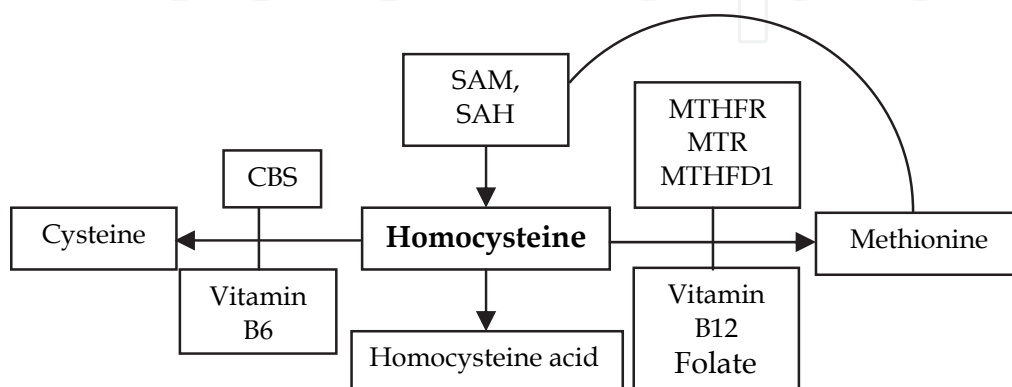 SAM,
SAH
MTHFR
MTR
MTHFD1
CBS
Cysteine
Homocysteine
Methionine
Vitamin
B6
Homocysteine acid
Vitamin
B12
Folate